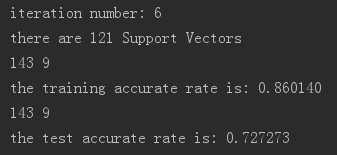 iteration number: 6
there are 121 Support Vectors
143 9
the training accurate rate is: 0.860140
143 9
the test accurate rate is: 0.727273